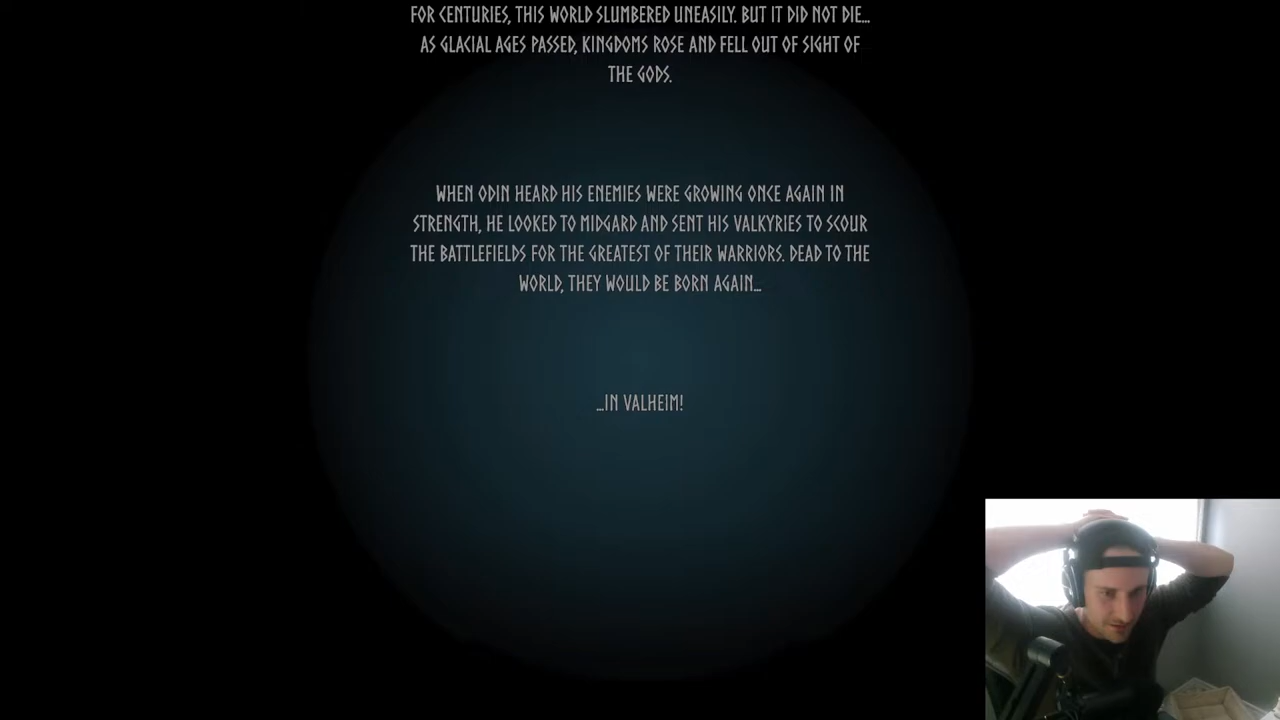 FOR CENTURIES, THIS WORLD SLUMBERED UNEASILY. BUT IT DID NOT DIE...
AS GLACIAL AGES PASSED, KINGDOMS ROSE AND FELL OUT OF SIGHT OF
THE GODS.
WHEN ODIN HEARD HIS ENEMIES WERE GROWING ONCE AGAIN IN
STRENGTH, HE LOOKED TO MIDGARD AND SENT HIS VALKYRIES TO SCOUR
THE BATTLEFIELDS FOR THE GREATEST OF THEIR WARRIORS. DEAD TO THE
WORLD, THEY WOULD BE BORN AGAIN...
...IN VALHEIM!